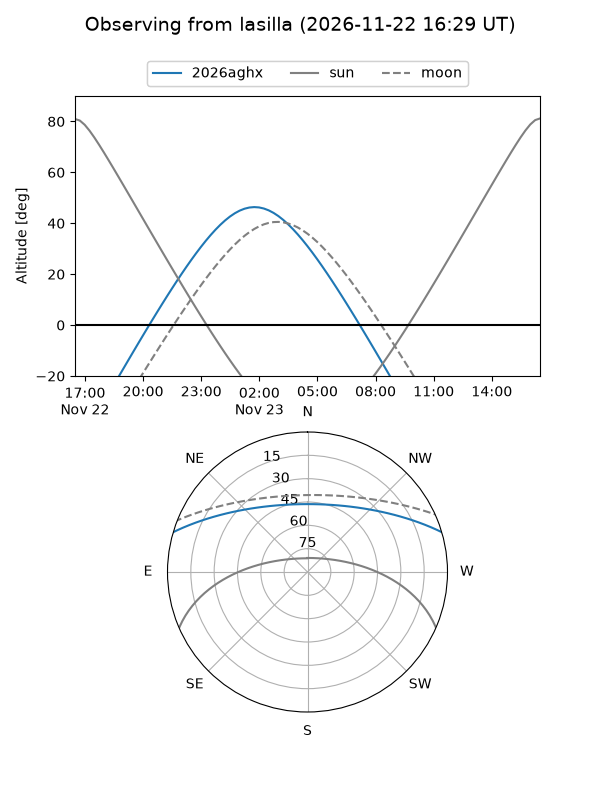 Observing from lasilla (2026-11-22 16:29 UT)
2026aghx sun moon
Altitude [deg]
80
60
40
20
0
−20
17:00 20:00 23:00 02:00 05:00 08:00 11:00 14:00
Nov 22 Nov 23
N
NE NW
15
30
45
60
75
E W
SE SW
S